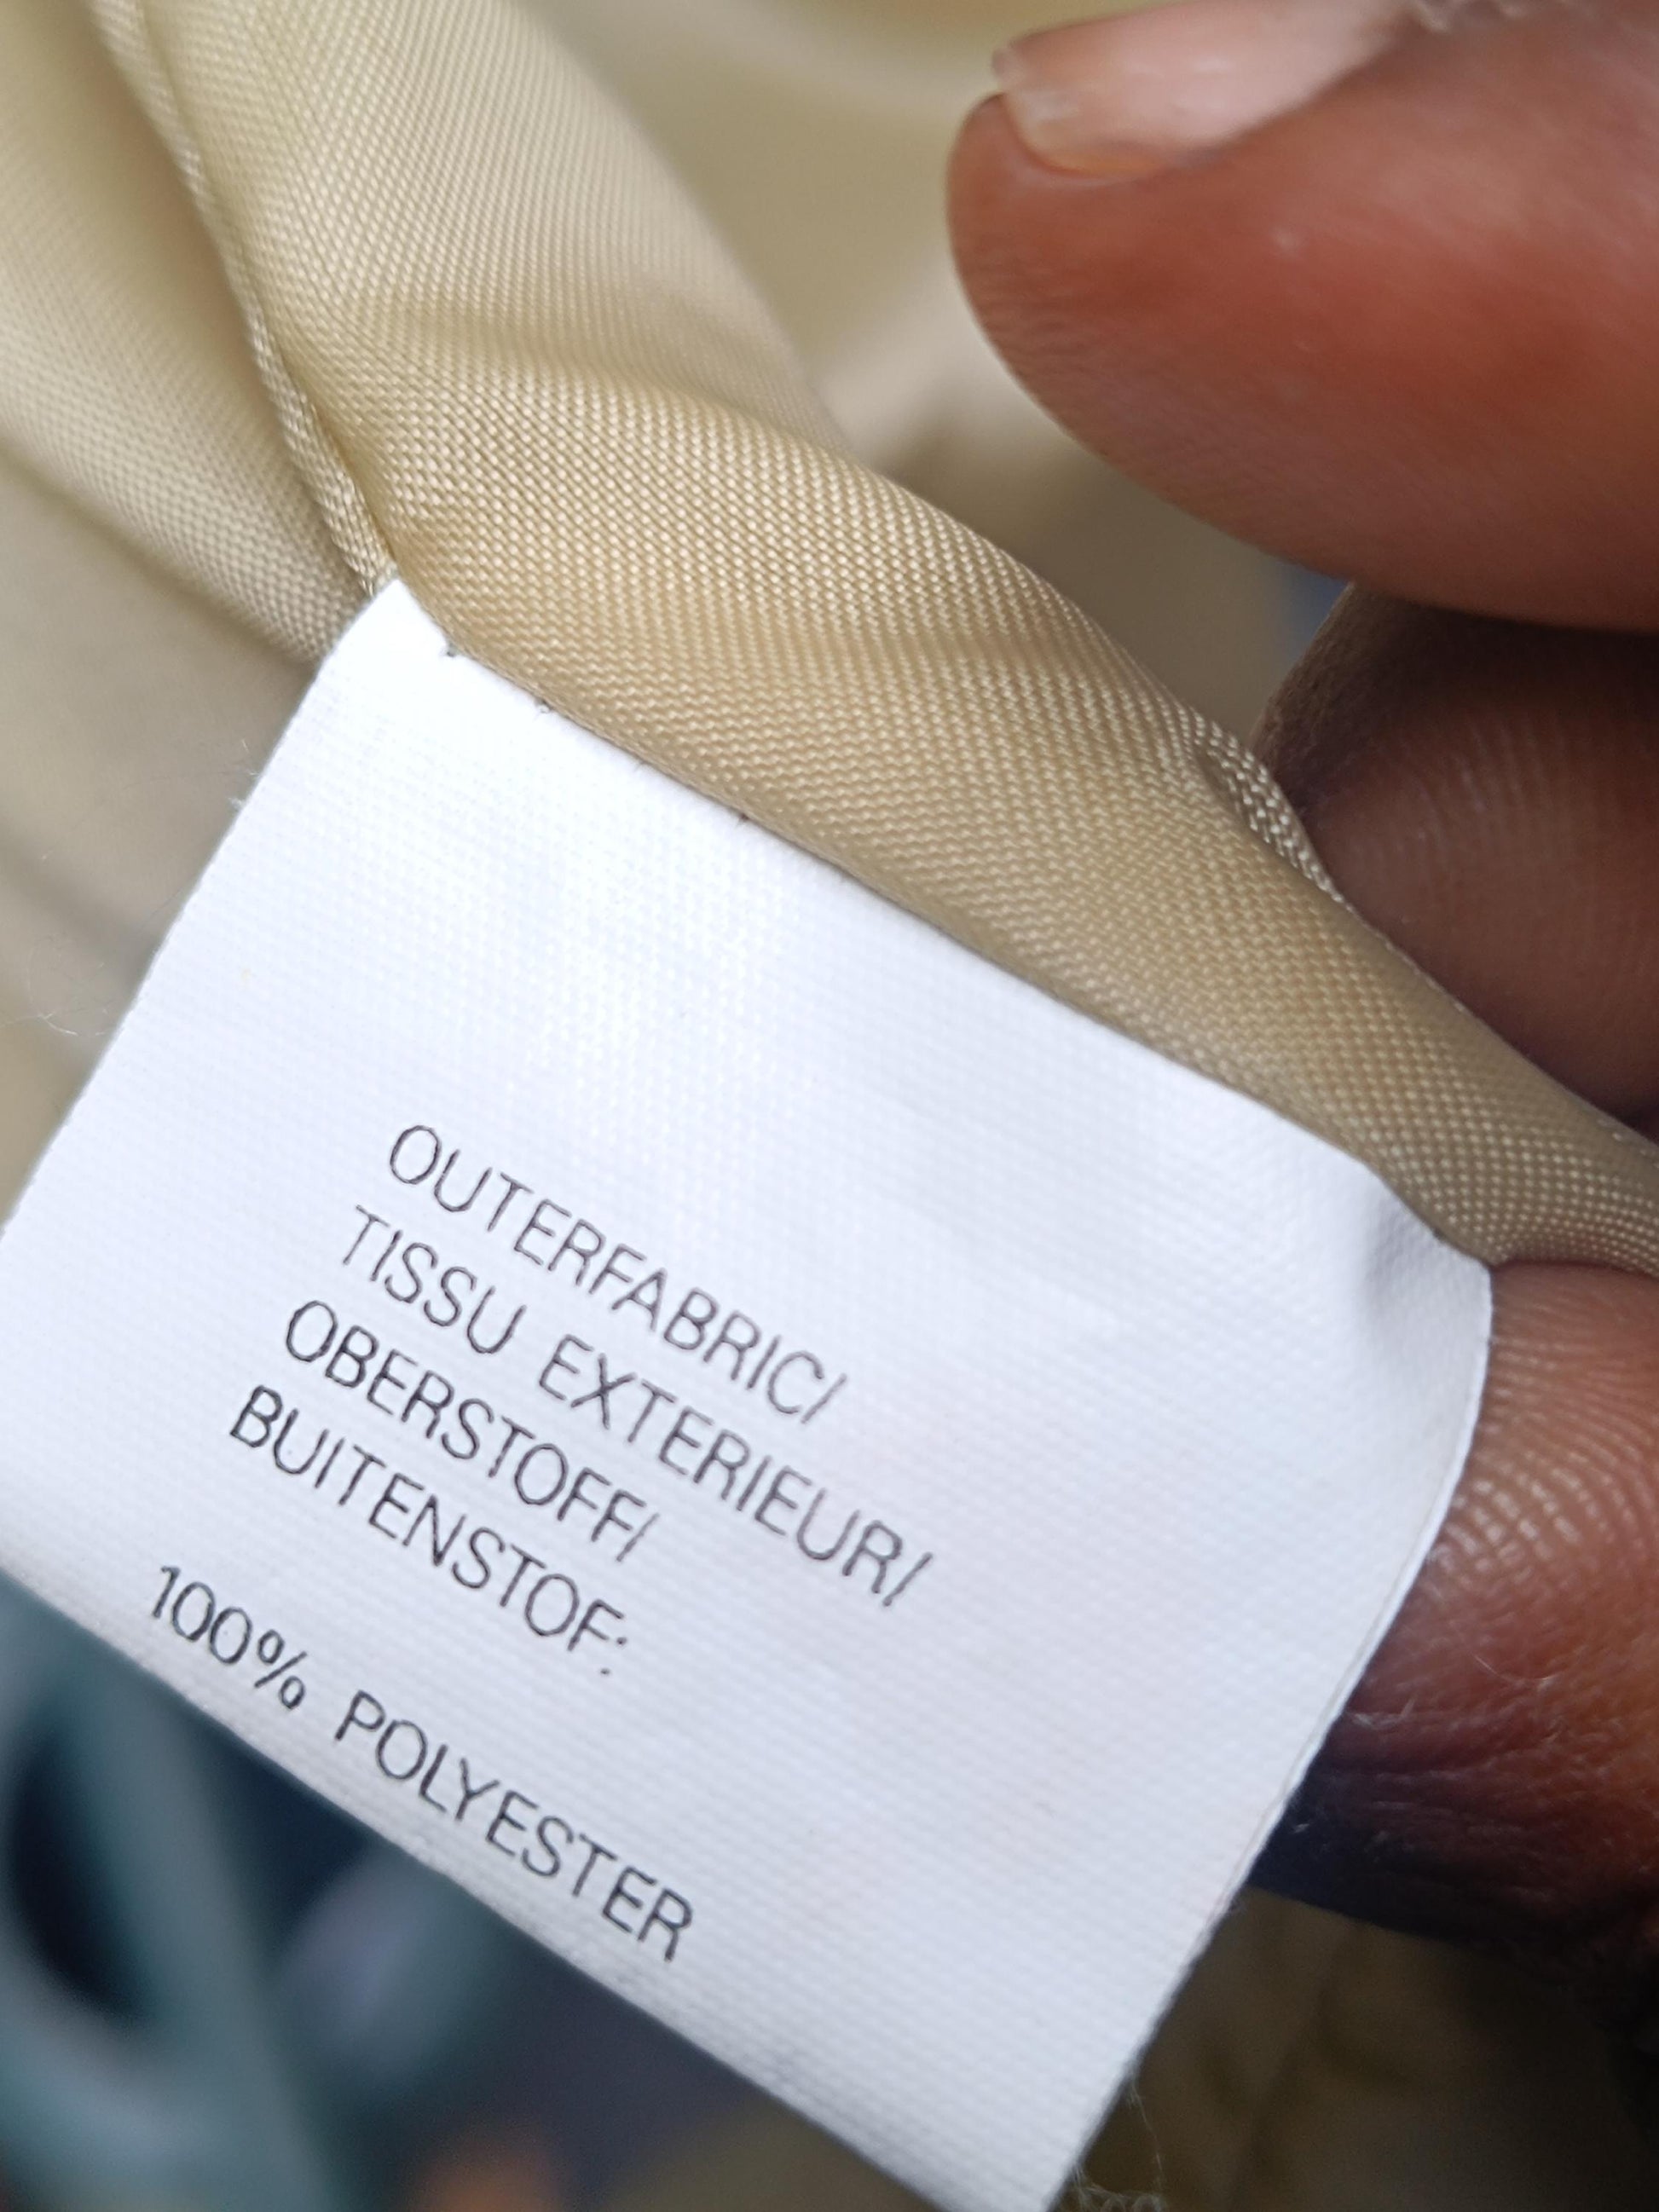 OUTERFABRIC/
TISSU EXTERIEUR/
OBERSTOFF/
BUITENSTOF:
100% POLYESTER